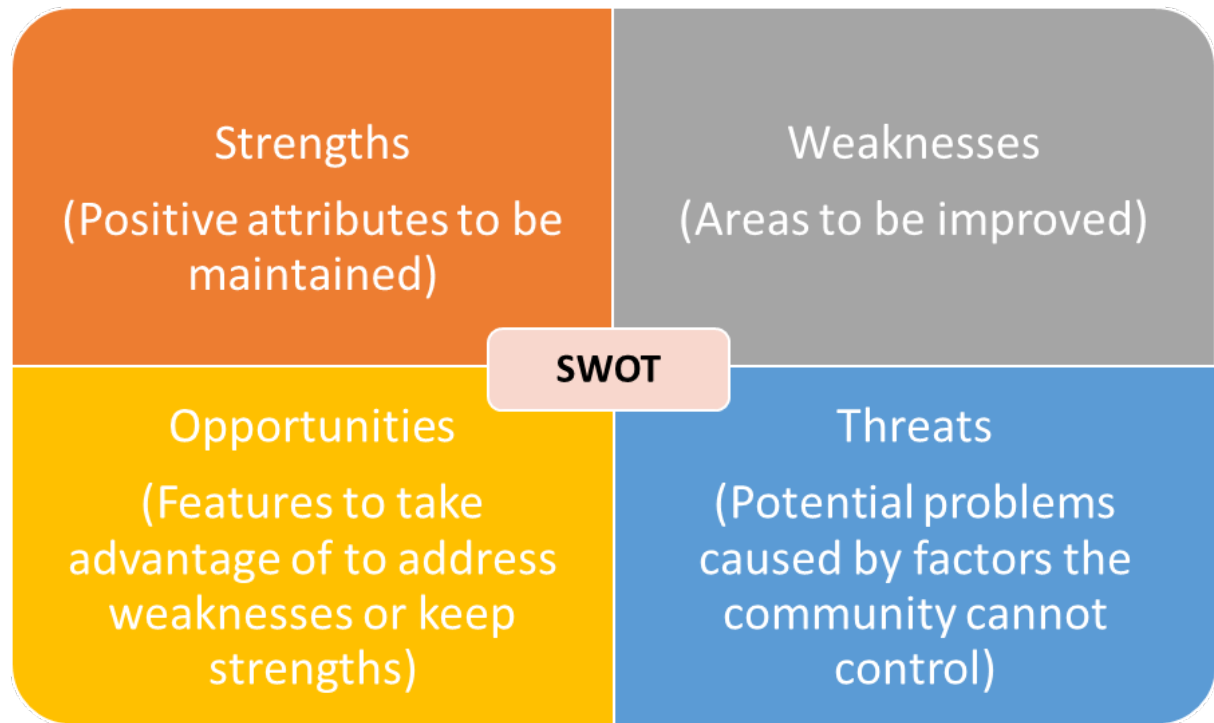 Strengths
(Positive attributes to be
maintained)
Weaknesses
(Areas to be improved)
SWOT
Opportunities
(Features to take
advantage of to address
weaknesses or keep
strengths)
Threats
(Potential problems
caused by factors the
community cannot
control)